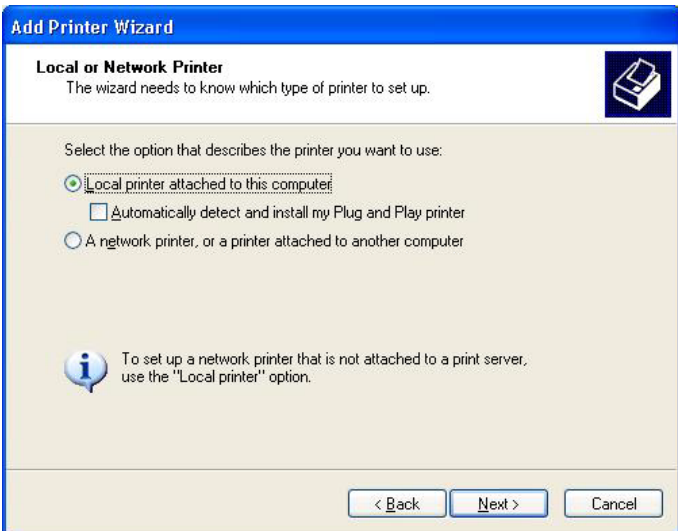 Add Printer Wizard
Local or Network Printer
The wizard needs to know which type of printer to set up.
Select the option that describes the printer you want to use:
Local printer attached to this computer
Automatically detect and install my Plug and Play printer
A network printer, or a printer attached to another computer
To set up a network printer that is not attached to a print server,
use the "Local printer" option.
< Back
Next >
Cancel